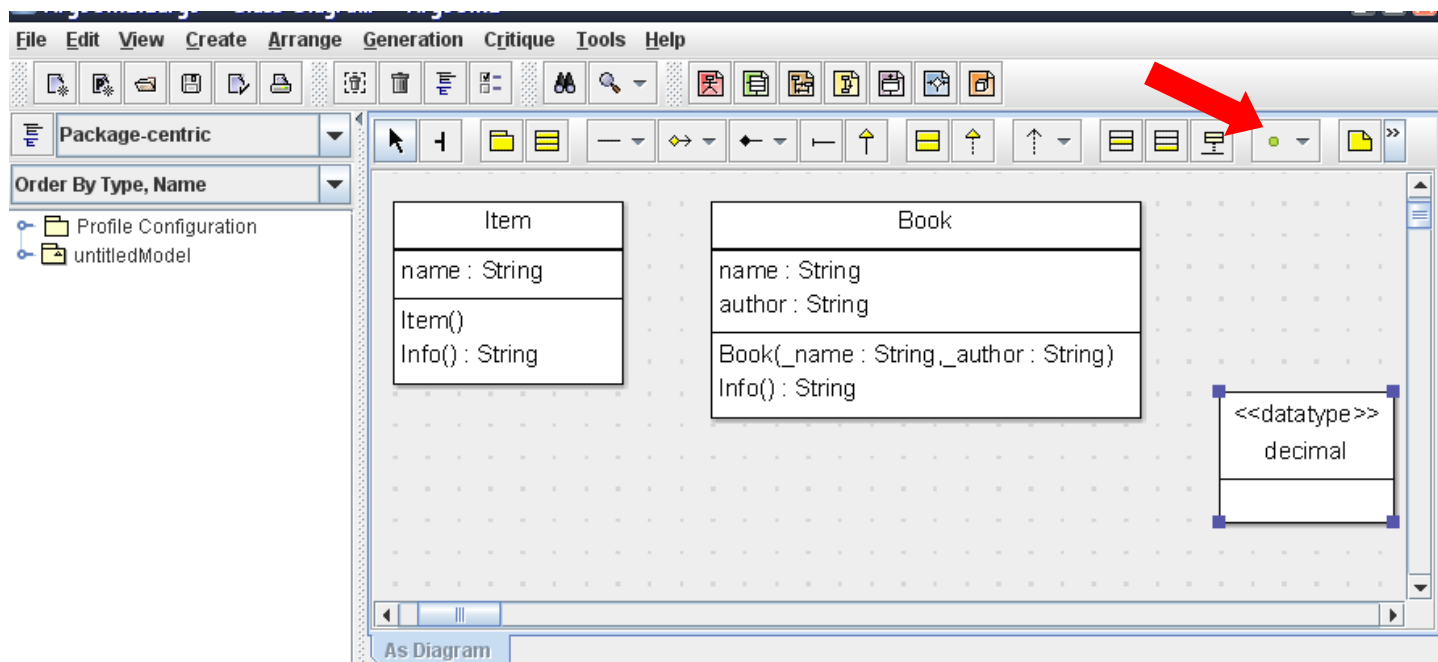 File Edit View Create Arrange Generation Critique Tools Help
Package-centric
Order By Type, Name
Profile Configuration
untitledModel
Item
name : String
Item()
Info() : String
Book
name : String
author : String
Book(_name : String,_author : String)
Info() : String
<<datatype>>
decimal
As Diagram